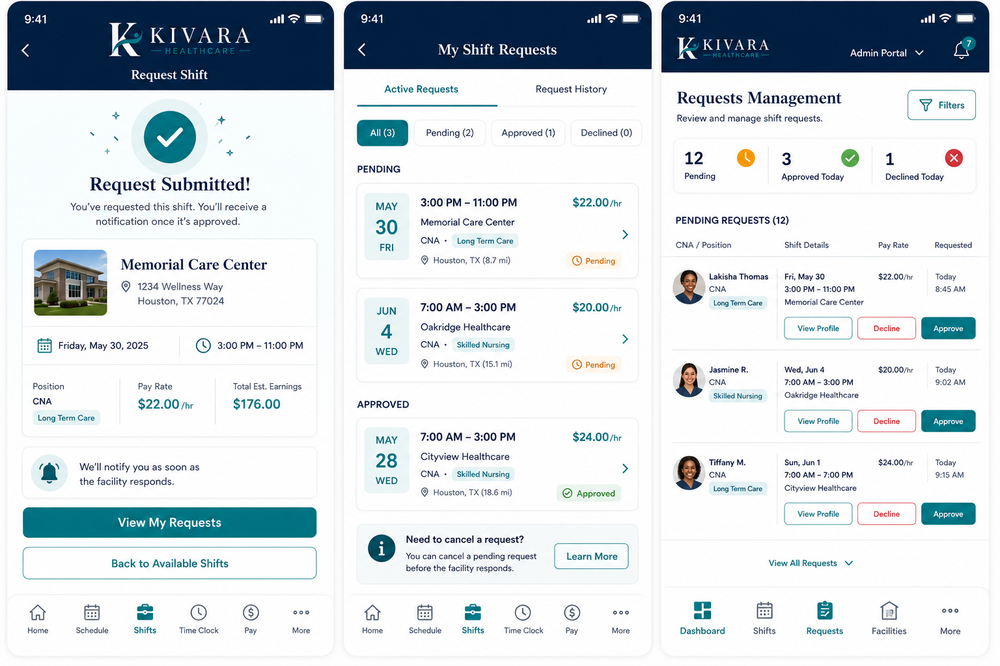 9:41
KIVARA
HEALTHCARE
Request Shift
Request Submitted!
You've requested this shift. You'll receive a
notification once it's approved.
Memorial Care Center
1234 Wellness Way
Houston, TX 77024
Friday, May 30, 2025
3:00 PM – 11:00 PM
Position
CNA
Long Term Care
Pay Rate
$22.00/hr
Total Est. Earnings
$176.00
We'll notify you as soon as
the facility responds.
View My Requests
Back to Available Shifts
Home
Schedule
Shifts
Time Clock
Pay
More
9:41
My Shift Requests
Active Requests
Request History
All (3)
Pending (2)
Approved (1)
Declined (0)
PENDING
MAY
30
FRI
3:00 PM – 11:00 PM
$22.00/hr
Memorial Care Center
CNA • Long Term Care
Houston, TX (8.7 mi)
Pending
JUN
4
WED
7:00 AM – 3:00 PM
$20.00/hr
Oakridge Healthcare
CNA • Skilled Nursing
Houston, TX (15.1 mi)
Pending
APPROVED
MAY
28
WED
7:00 AM – 3:00 PM
$24.00/hr
Cityview Healthcare
CNA • Skilled Nursing
Houston, TX (18.6 mi)
Approved
Need to cancel a request?
You can cancel a pending request
before the facility responds.
Learn More
Home
Schedule
Shifts
Time Clock
Pay
More
9:41
KIVARA
HEALTHCARE
Admin Portal
7
Requests Management
Review and manage shift requests.
Filters
12
Pending
3
Approved Today
1
Declined Today
PENDING REQUESTS (12)
CNA / Position
Shift Details
Pay Rate
Requested
Lakisha Thomas
CNA
Long Term Care
Fri, May 30
3:00 PM – 11:00 PM
Memorial Care Center
$22.00/hr
Today
8:45 AM
View Profile
Decline
Approve
Jasmine R.
CNA
Skilled Nursing
Wed, Jun 4
7:00 AM – 3:00 PM
Oakridge Healthcare
$20.00/hr
Today
9:02 AM
View Profile
Decline
Approve
Tiffany M.
CNA
Long Term Care
Sun, Jun 1
7:00 AM – 7:00 PM
Cityview Healthcare
$24.00/hr
Today
9:15 AM
View Profile
Decline
Approve
View All Requests
Dashboard
Shifts
Requests
Facilities
More